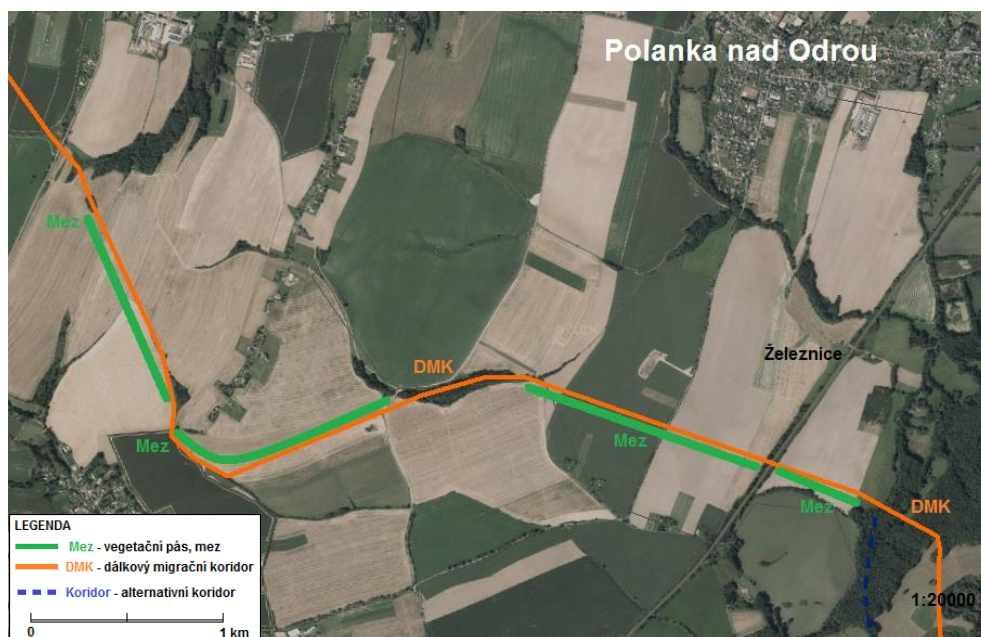 Polanka nad Odrou
Mez
Železnice
DMK
Mez
Mez
Mez
DMK
LEGENDA
Mez - vegetační pás, mez
DMK - dálkový migrační koridor
Koridor - alternativní koridor
0 1 km
1:20000